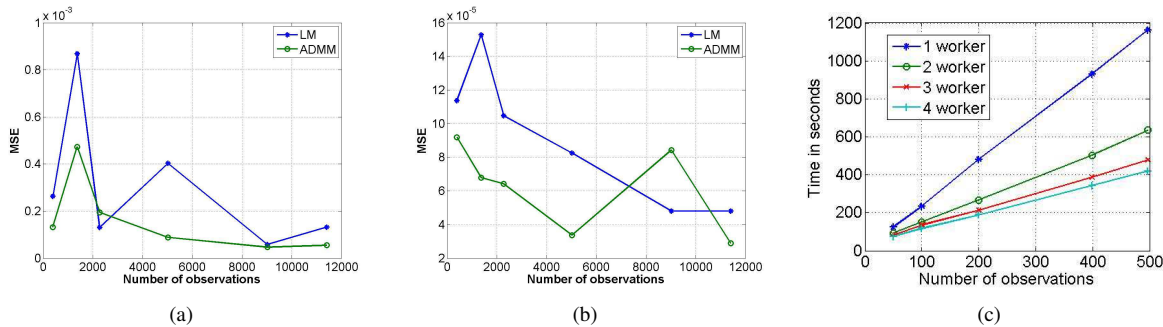 x 10⁻³
1
0.8
0.6
0.4
0.2
0
MSE
0 2000 4000 6000 8000 10000 12000
Number of observations
LM
ADMM
(a)
x 10⁻⁵
16
14
12
10
8
6
4
2
MSE
0 2000 4000 6000 8000 10000 12000
Number of observations
LM
ADMM
(b)
1200
1000
800
600
400
200
0
Time in seconds
0 100 200 300 400 500
Number of observations
1 worker
2 worker
3 worker
4 worker
(c)